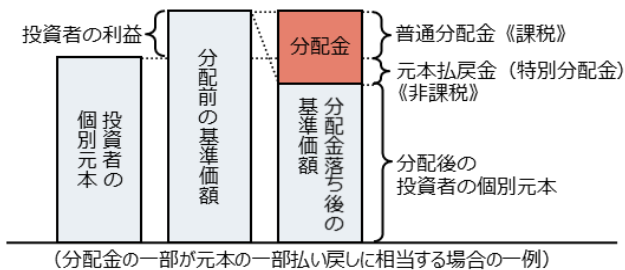 投資者の利益
投資者の
個別元本
分配前の基準価額
分配金
分配金落ち後の
基準価額
普通分配金《課税》
元本払戻金（特別分配金）
《非課税》
分配後の
投資者の個別元本
（分配金の一部が元本の一部払い戻しに相当する場合の一例）